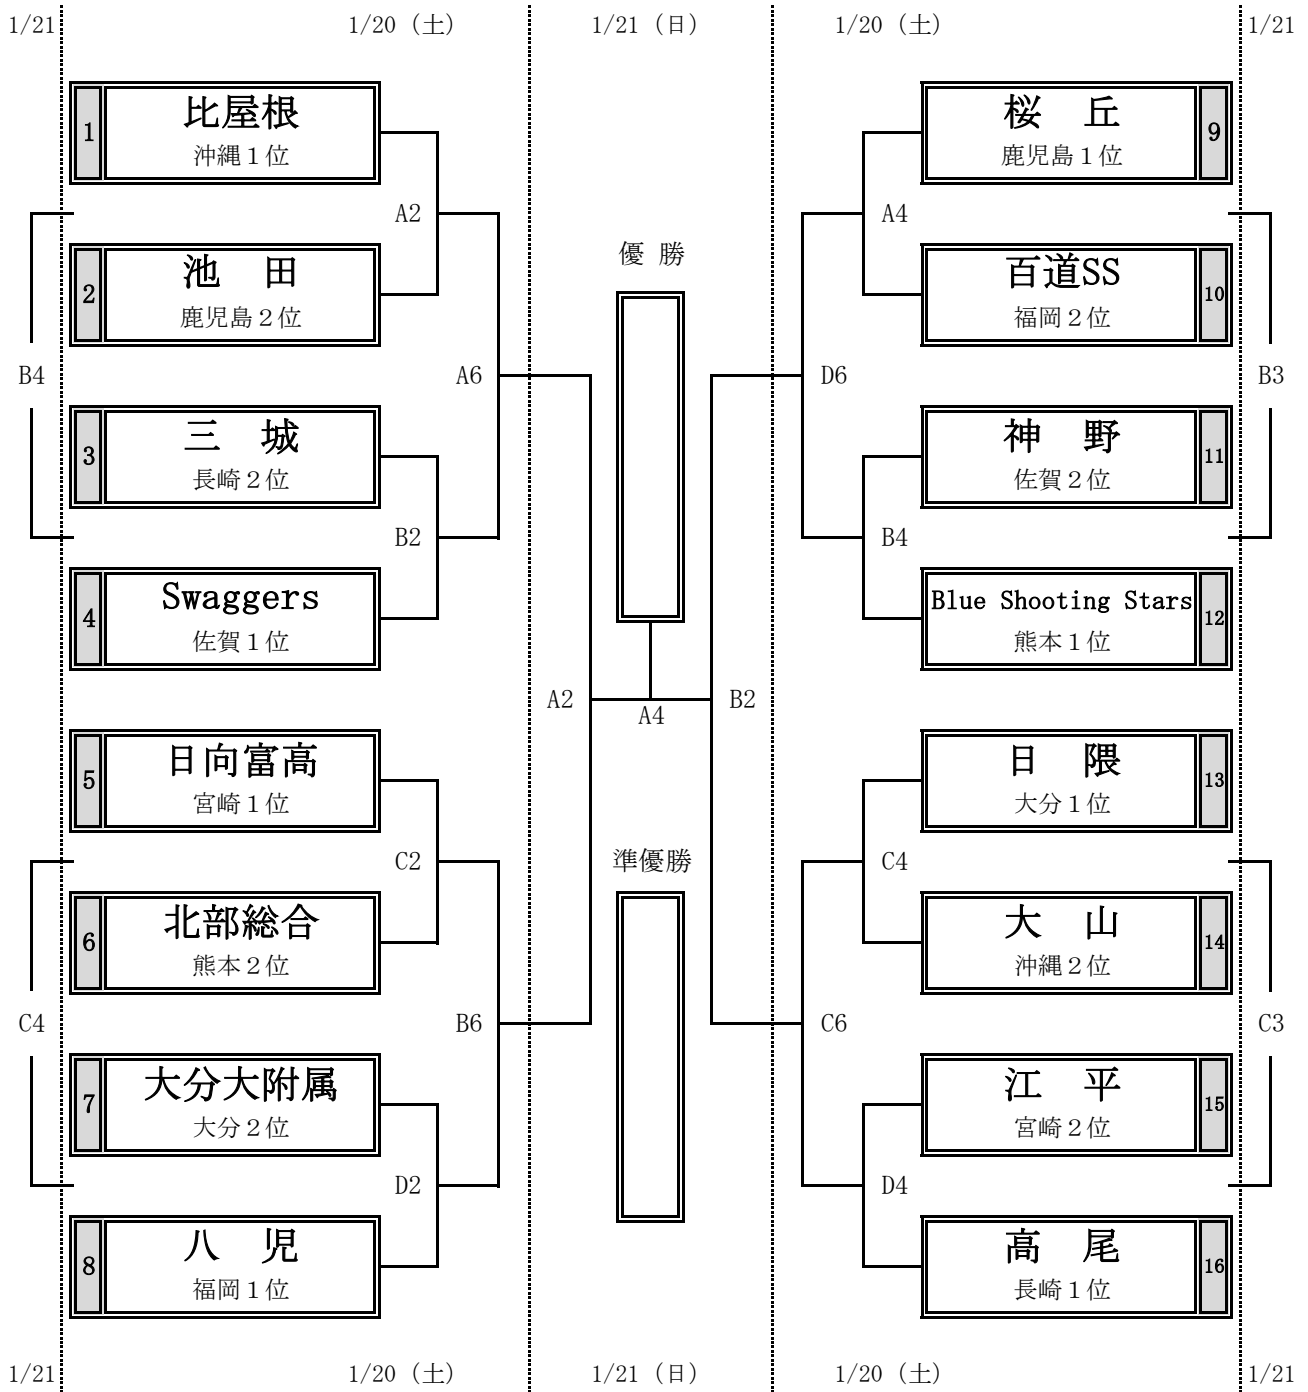 1/21 1/20 (土) 1/21 (日) 1/20 (土) 1/21
1
比屋根
沖縄１位
A2
2
池　田
鹿児島２位
B4
A6
3
三　城
長崎２位
B2
4
Swaggers
佐賀１位
5
日向富高
宮崎１位
C2
6
北部総合
熊本２位
C4
B6
7
大分大附属
大分２位
D2
8
八　児
福岡１位
優 勝
A2
A4
B2
準優勝
桜　丘
9
鹿児島１位
A4
百道SS
10
福岡２位
D6
B3
神　野
11
佐賀２位
B4
Blue Shooting Stars
12
熊本１位
日　隈
13
大分１位
C4
大　山
14
沖縄２位
C6
C3
江　平
15
宮崎２位
D4
高　尾
16
長崎１位
1/21 1/20 (土) 1/21 (日) 1/20 (土) 1/21